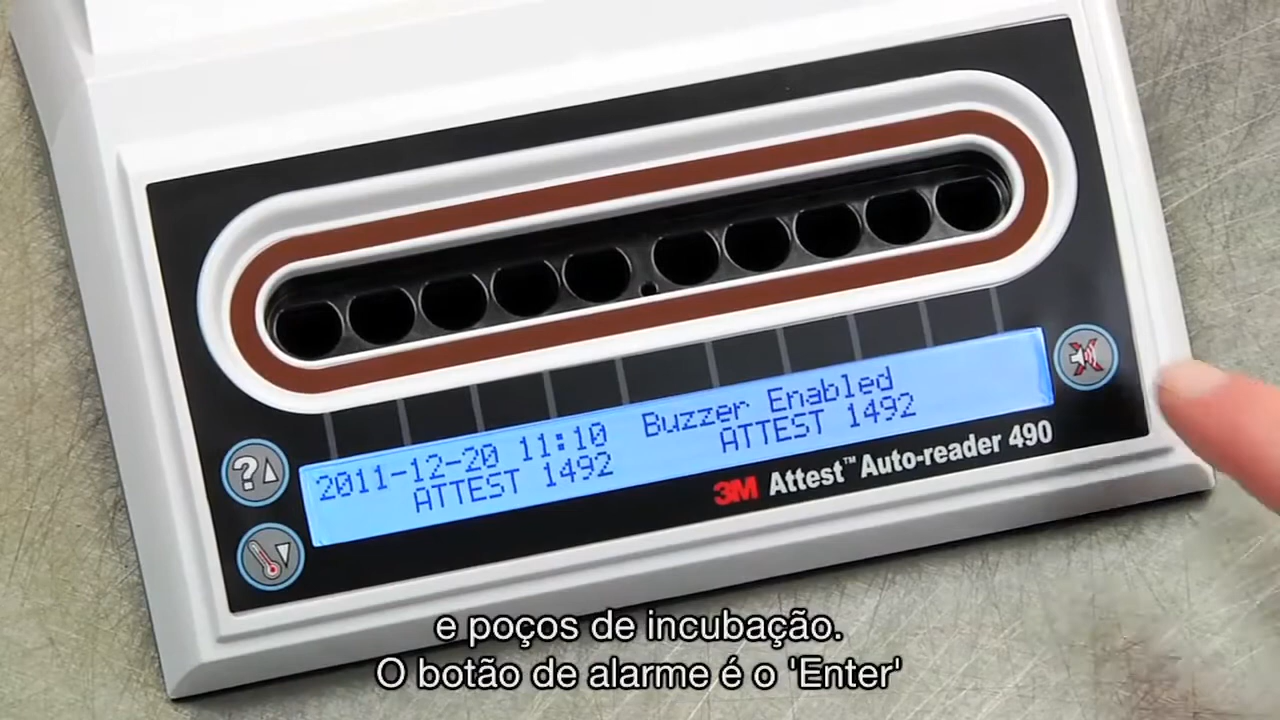 2011-12-20 11:10 Buzzer Enabled
ATTEST 1492 ATTEST 1492
3M Attest™ Auto-reader 490
?
e poços de incubação.
O botão de alarme é o 'Enter'